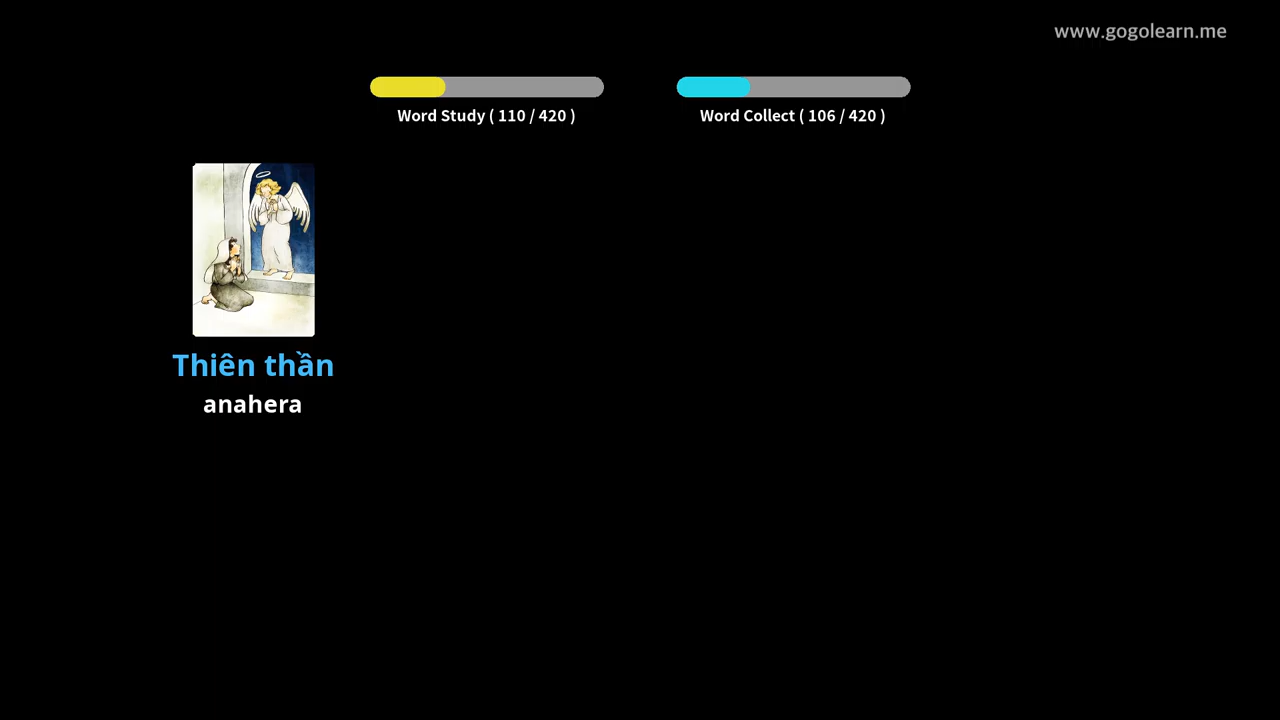 www.gogolearn.me
Word Study ( 110 / 420 )
Word Collect ( 106 / 420 )
Thiên thần
anahera